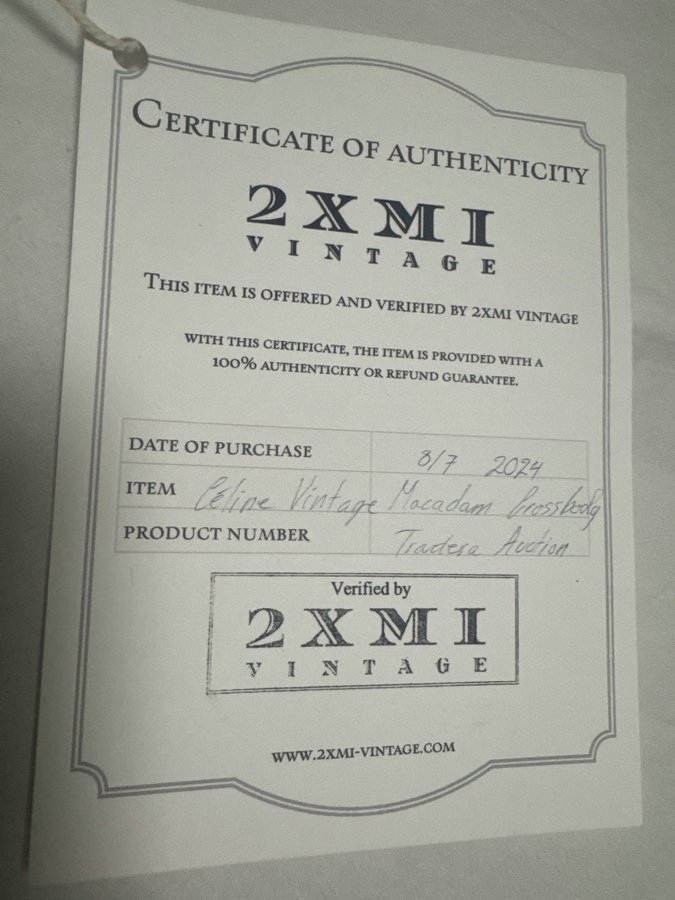 CERTIFICATE OF AUTHENTICITY
2XMI
VINTAGE
THIS ITEM IS OFFERED AND VERIFIED BY 2XMI VINTAGE
WITH THIS CERTIFICATE, THE ITEM IS PROVIDED WITH A
100% AUTHENTICITY OR REFUND GUARANTEE.
DATE OF PURCHASE 8/7 2024
ITEM Céline Vintage Macadam Crossbody
PRODUCT NUMBER Tradera Auction
Verified by
2XMI
VINTAGE
WWW.2XMI-VINTAGE.COM